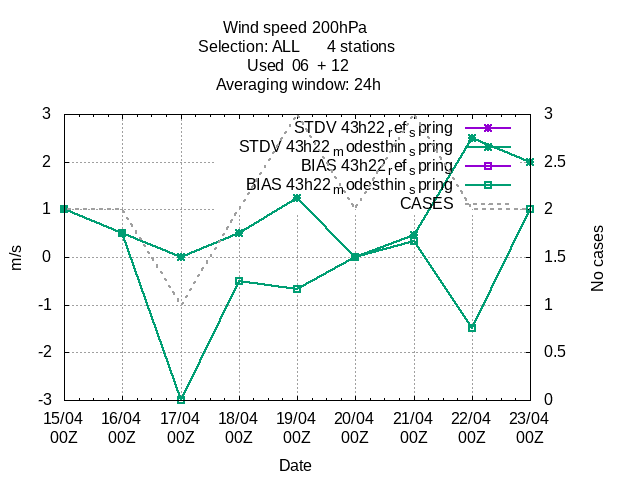 Wind speed 200hPa
Selection: ALL      4 stations
Used  06  + 12
Averaging window: 24h
STDV 43h22_ref_spring
STDV 43h22_modesthin_spring
BIAS 43h22_ref_spring
BIAS 43h22_modesthin_spring
CASES
3
2
1
0
-1
-2
-3
m/s
3
2.5
2
1.5
1
0.5
0
No cases
15/04 16/04 17/04 18/04 19/04 20/04 21/04 22/04 23/04
00Z 00Z 00Z 00Z 00Z 00Z 00Z 00Z 00Z
Date